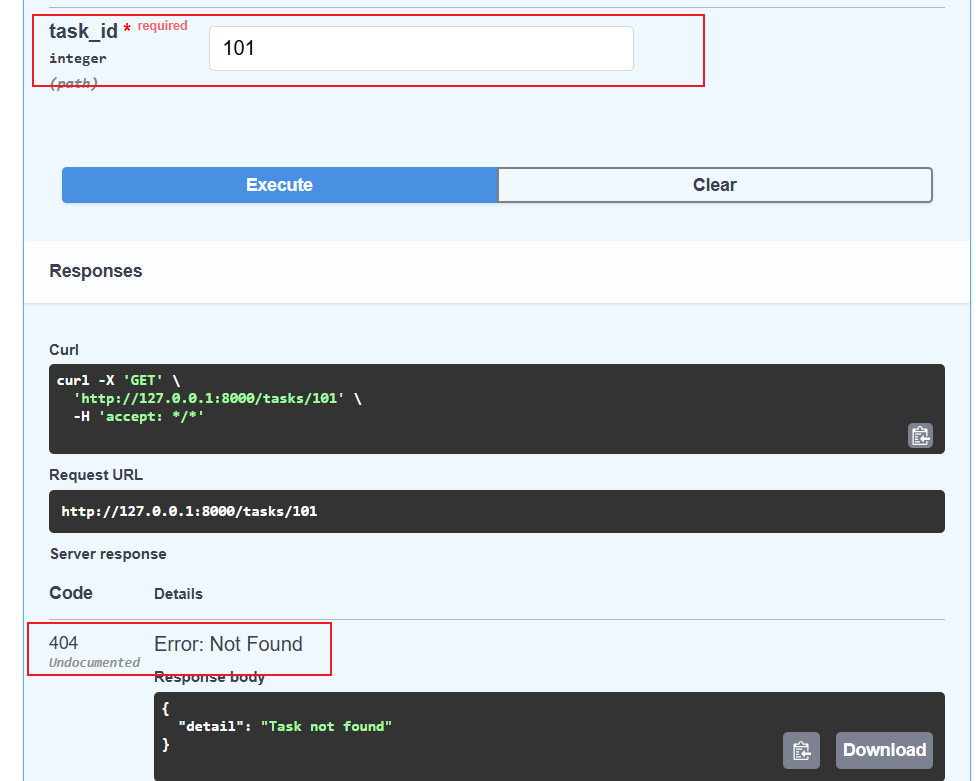 task_id * required
101
integer
(path)
Execute
Clear
Responses
Curl
curl -X 'GET' \
  'http://127.0.0.1:8000/tasks/101' \
  -H 'accept: */*'
Request URL
http://127.0.0.1:8000/tasks/101
Server response
Code
Details
404
Error: Not Found
Undocumented
Response body
{
  "detail": "Task not found"
}
Download